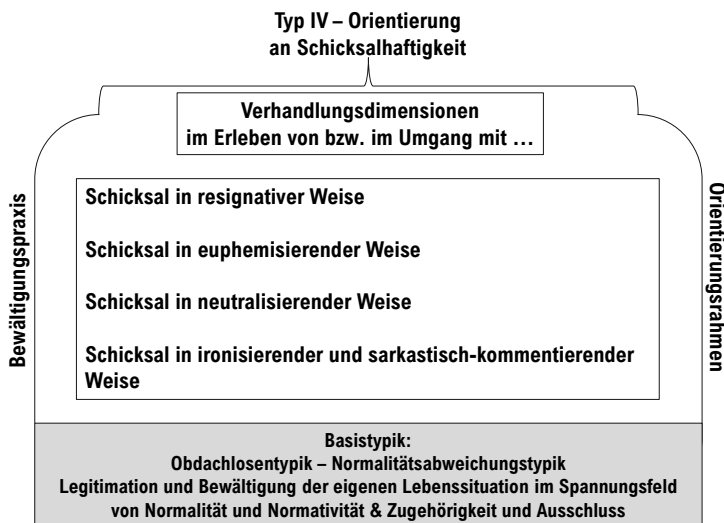 Typ IV – Orientierung
an Schicksalhaftigkeit
Verhandlungsdimensionen
im Erleben von bzw. im Umgang mit …
Bewältigungspraxis
Schicksal in resignativer Weise
Schicksal in euphemisierender Weise
Schicksal in neutralisierender Weise
Schicksal in ironisierender und sarkastisch-kommentierender
Weise
Orientierungsrahmen
Basistypik:
Obdachlosentypik – Normalitätsabweichungstypik
Legitimation und Bewältigung der eigenen Lebenssituation im Spannungsfeld
von Normalität und Normativität & Zugehörigkeit und Ausschluss